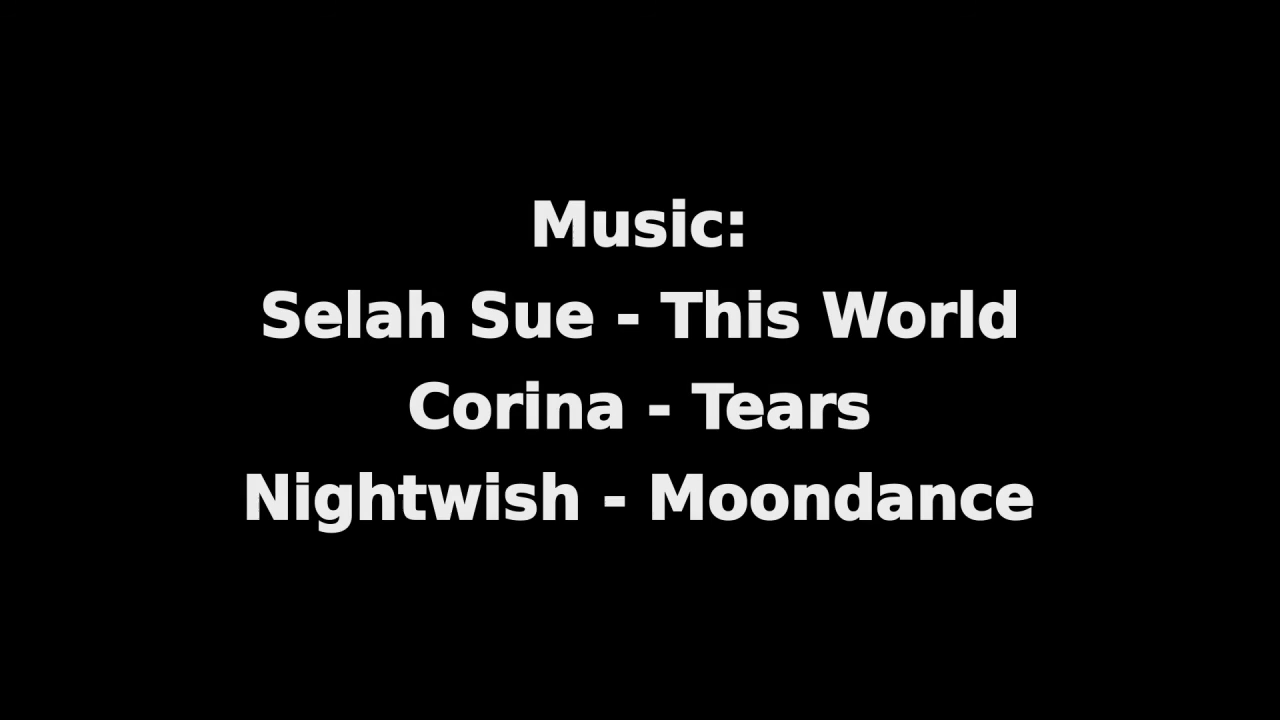 Music:
Selah Sue - This World
Corina - Tears
Nightwish - Moondance